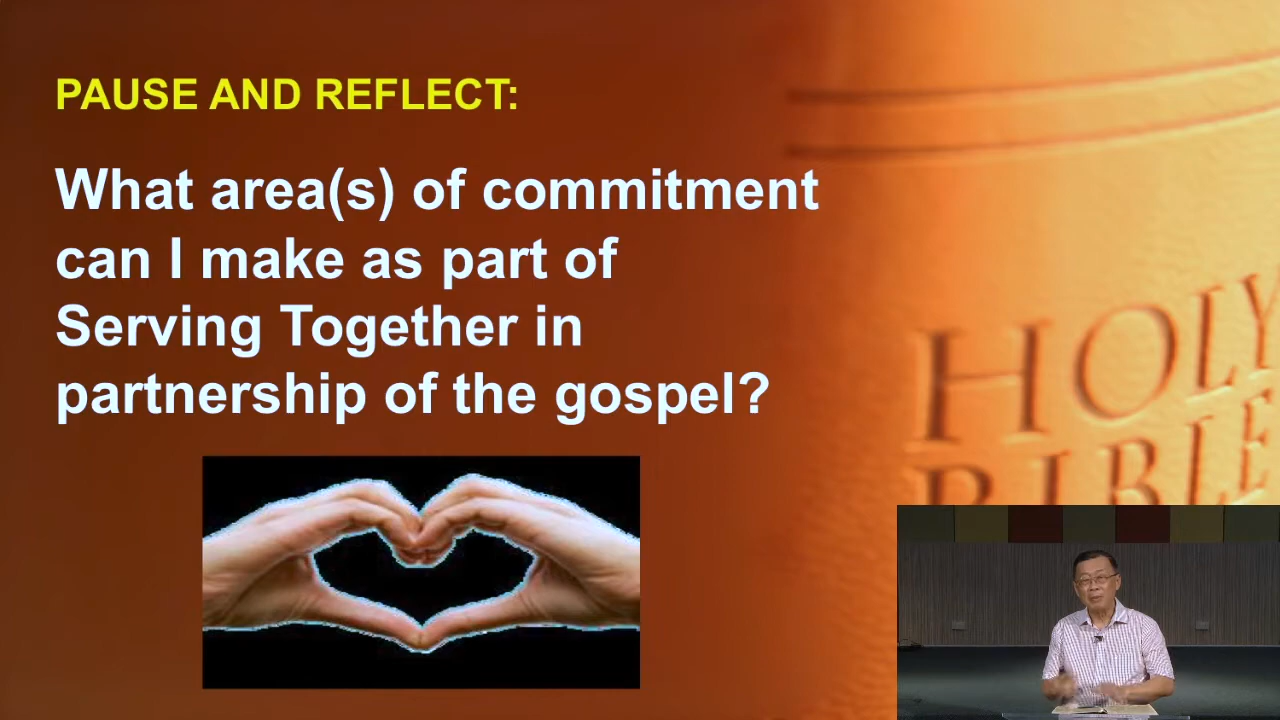 PAUSE AND REFLECT:
What area(s) of commitment
can I make as part of
Serving Together in
partnership of the gospel?
HOLY
BIBLE